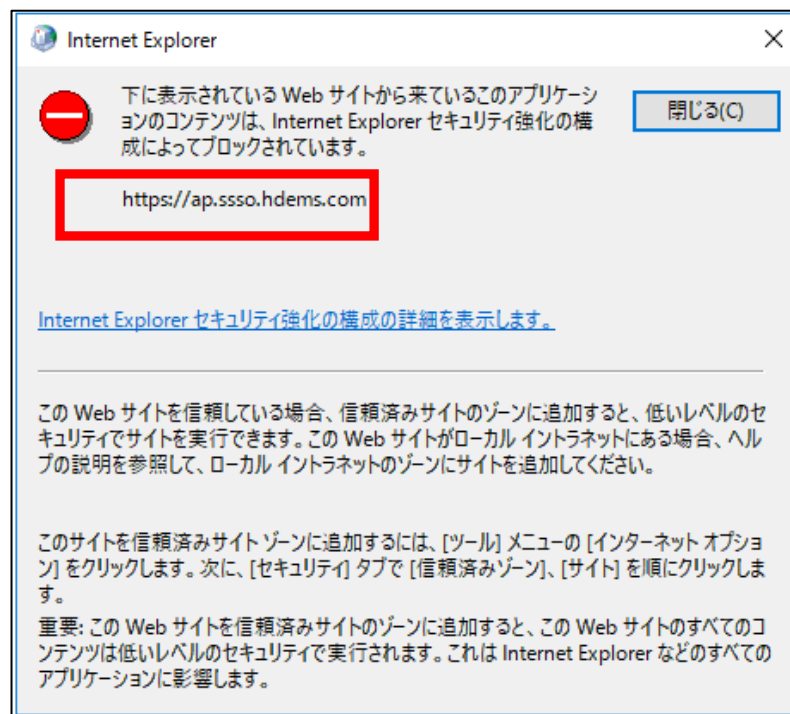 Internet Explorer
下に表示されている Web サイトから来ているこのアプリケーシ
ョンのコンテンツは、Internet Explorer セキュリティ強化の構
成によってブロックされています。
閉じる(C)
https://ap.ssso.hdems.com
Internet Explorer セキュリティ強化の構成の詳細を表示します。
この Web サイトを信頼している場合、信頼済みサイトのゾーンに追加すると、低いレベルのセ
キュリティでサイトを実行できます。この Web サイトがローカル イントラネットにある場合、ヘル
プの説明を参照して、ローカル イントラネットのゾーンにサイトを追加してください。
このサイトを信頼済みサイト ゾーンに追加するには、[ツール] メニューの [インターネット オプショ
ン] をクリックします。次に、[セキュリティ] タブで [信頼済みゾーン]、[サイト] を順にクリックしま
す。
重要: この Web サイトを信頼済みサイトのゾーンに追加すると、この Web サイトのすべてのコ
ンテンツは低いレベルのセキュリティで実行されます。これは Internet Explorer などのすべての
アプリケーションに影響します。